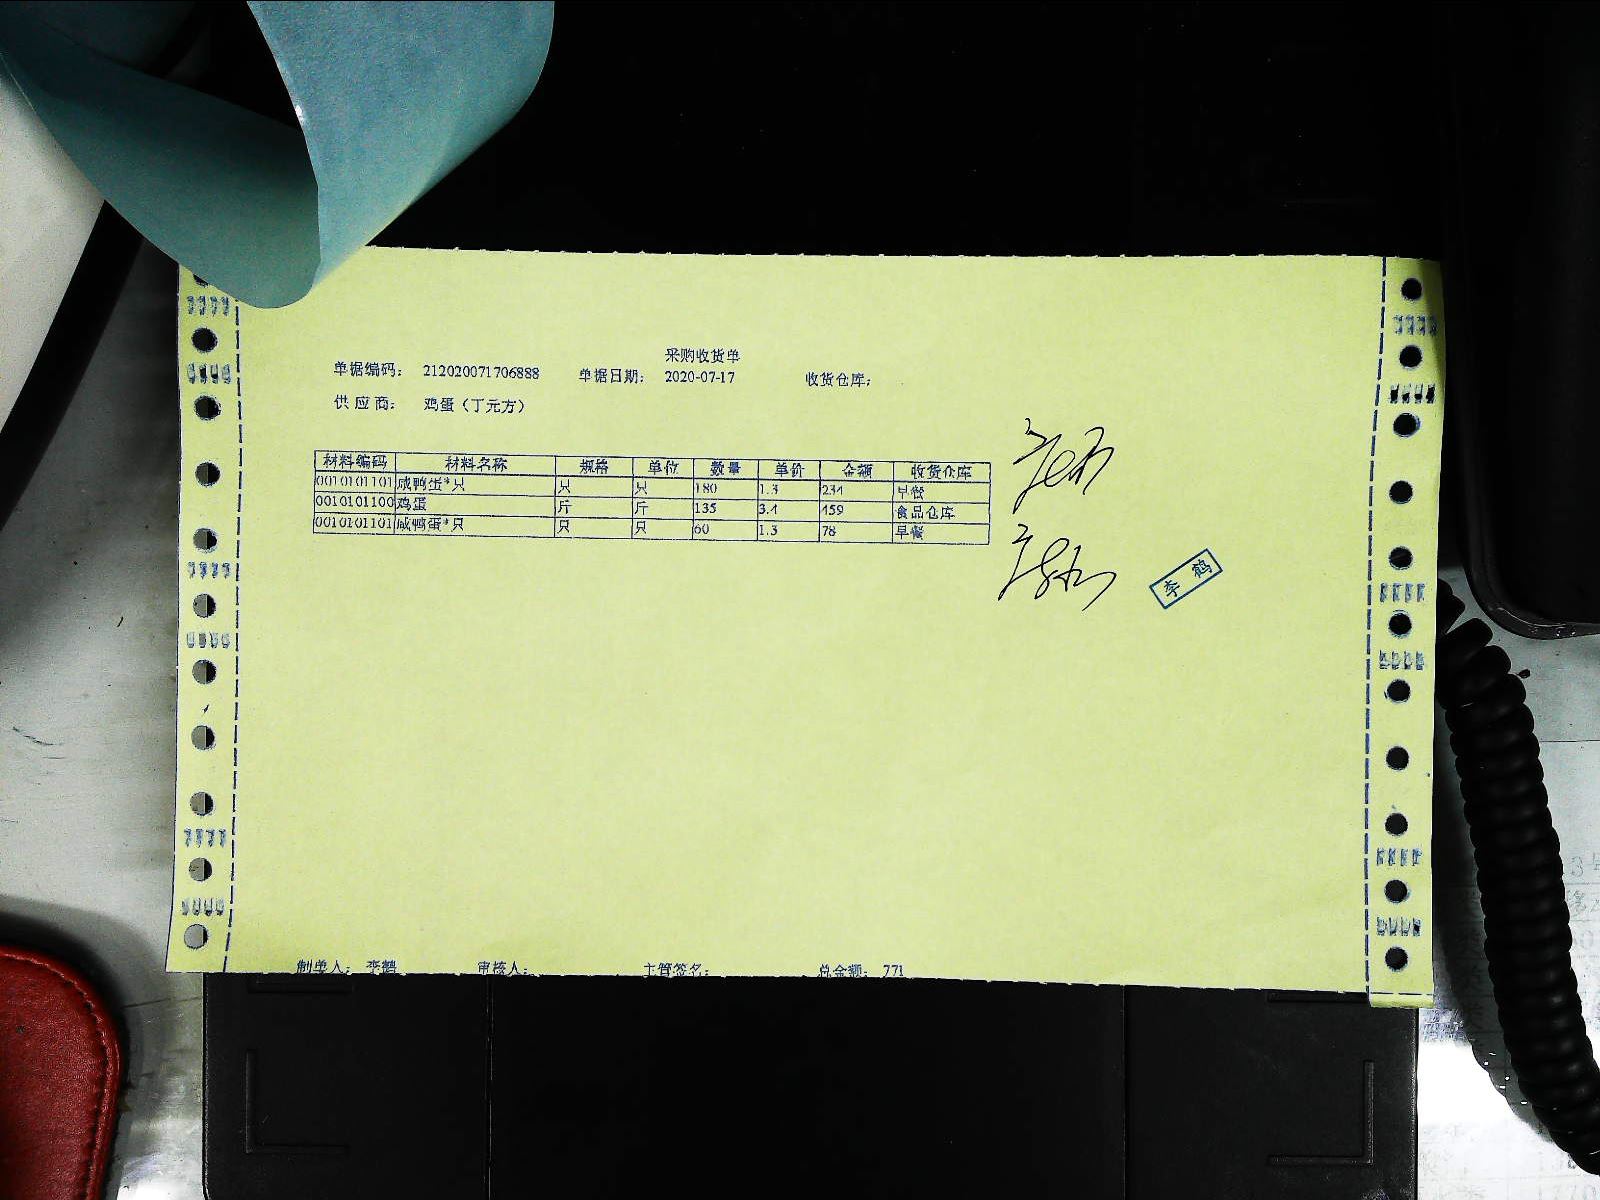 采购收货单
单据编码： 212020071706888 单据日期： 2020-07-17 收货仓库：
供应商： 鸡蛋（丁元方）
材料编码 材料名称 规格 单位 数量 单价 金额 收货仓库
0010101101 咸鸭蛋*只 只 只 180 1.3 234 早餐
0010101100 鸡蛋 斤 斤 135 3.4 459 食品仓库
0010101101 咸鸭蛋*只 只 只 60 1.3 78 早餐
李鹤
制单人： 李鹤 审核人： 主管签名： 总金额： 771